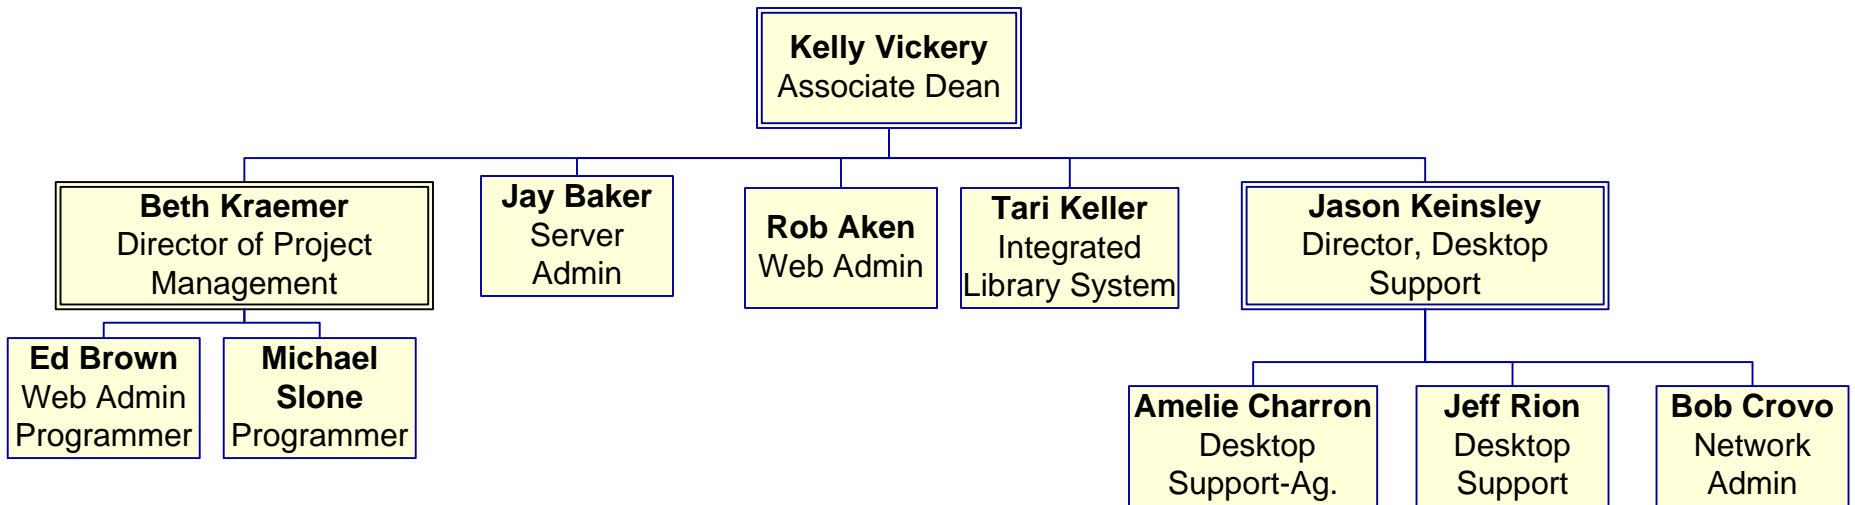 Kelly Vickery
Associate Dean
Beth Kraemer
Director of Project
Management
Jay Baker
Server
Admin
Rob Aken
Web Admin
Tari Keller
Integrated
Library System
Jason Keinsley
Director, Desktop
Support
Ed Brown
Web Admin
Programmer
Michael
Slone
Programmer
Amelie Charron
Desktop
Support-Ag.
Jeff Rion
Desktop
Support
Bob Crovo
Network
Admin